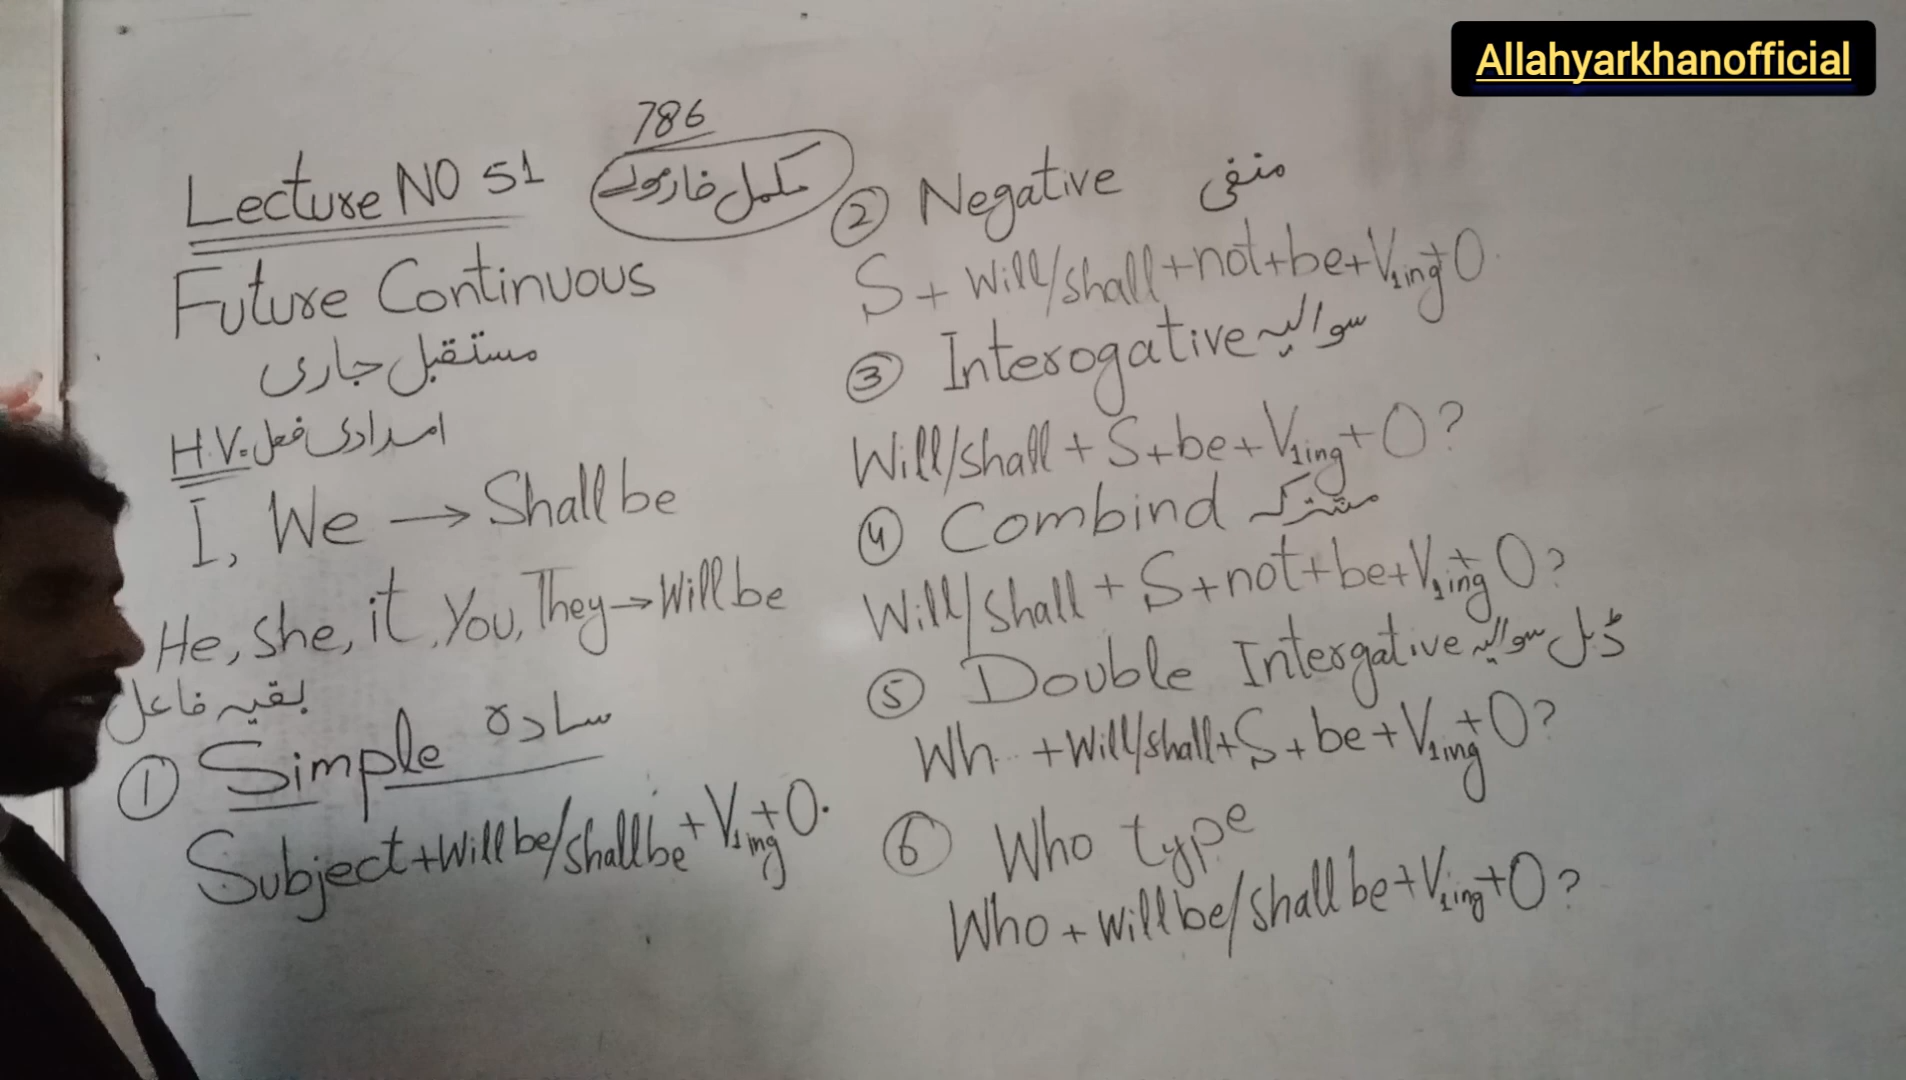 Allahyarkhanofficial
786
Lecture NO 51
مکمل فارمولے
Future Continuous
مستقبل جاری
H.V. امدادی فعل
I, We → Shall be
He, She, it, You, They → Will be
بقیہ فاعل
① Simple سادہ
Subject + Will be/shall be + V1ing + O.
② Negative منفی
S + Will/shall + not + be + V1ing + O.
③ Interogative سوالیہ
Will/shall + S + be + V1ing + O?
④ Combind مشترکہ
Will/shall + S + not + be + V1ing + O?
⑤ Double Intergative ڈبل سوالیہ
Wh... + Will/shall + S + be + V1ing + O?
⑥ Who type
Who + will be/shall be + V1ing + O?